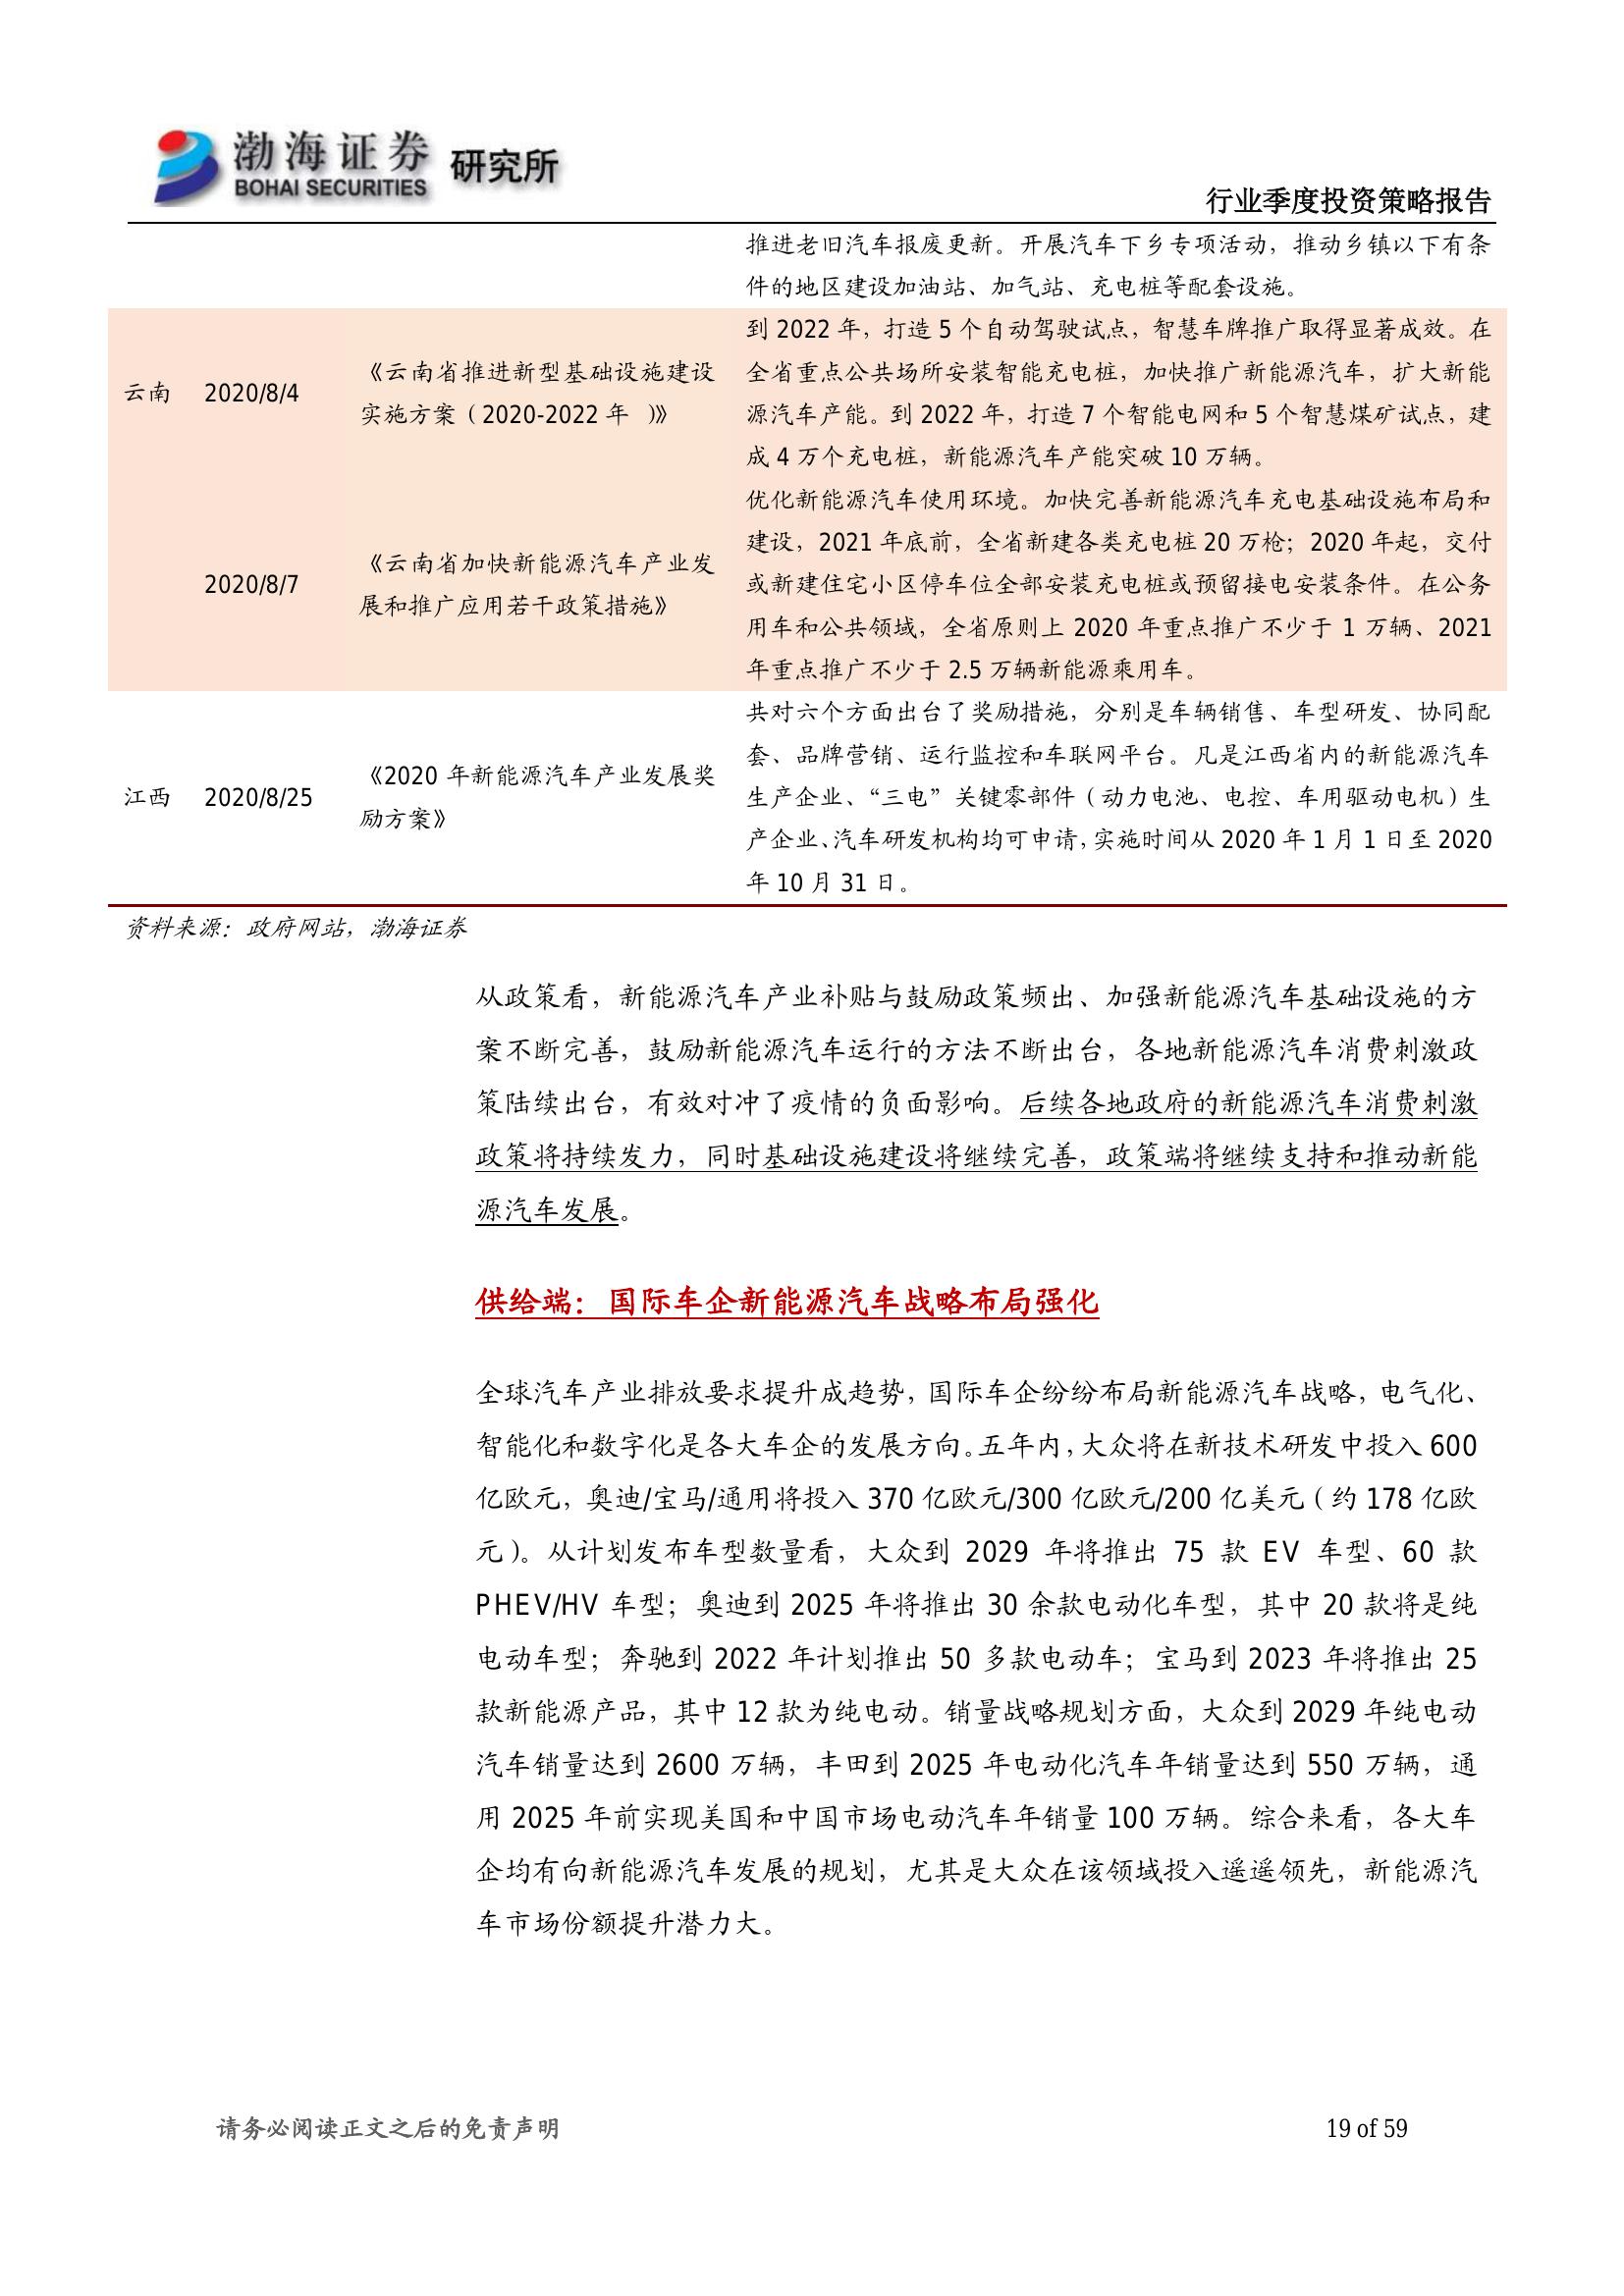 渤海证券 研究所
BOHAI SECURITIES
行业季度投资策略报告
推进老旧汽车报废更新。开展汽车下乡专项活动，推动乡镇以下有条
件的地区建设加油站、加气站、充电桩等配套设施。
云南 2020/8/4
《云南省推进新型基础设施建设
实施方案（2020-2022 年 ）》
到 2022 年，打造 5 个自动驾驶试点，智慧车牌推广取得显著成效。在
全省重点公共场所安装智能充电桩，加快推广新能源汽车，扩大新能
源汽车产能。到 2022 年，打造 7 个智能电网和 5 个智慧煤矿试点，建
成 4 万个充电桩，新能源汽车产能突破 10 万辆。
2020/8/7
《云南省加快新能源汽车产业发
展和推广应用若干政策措施》
优化新能源汽车使用环境。加快完善新能源汽车充电基础设施布局和
建设，2021 年底前，全省新建各类充电桩 20 万枪；2020 年起，交付
或新建住宅小区停车位全部安装充电桩或预留接电安装条件。在公务
用车和公共领域，全省原则上 2020 年重点推广不少于 1 万辆、2021
年重点推广不少于 2.5 万辆新能源乘用车。
江西 2020/8/25
《2020 年新能源汽车产业发展奖
励方案》
共对六个方面出台了奖励措施，分别是车辆销售、车型研发、协同配
套、品牌营销、运行监控和车联网平台。凡是江西省内的新能源汽车
生产企业、“三电”关键零部件（动力电池、电控、车用驱动电机）生
产企业、汽车研发机构均可申请，实施时间从 2020 年 1 月 1 日至 2020
年 10 月 31 日。
资料来源：政府网站，渤海证券
从政策看，新能源汽车产业补贴与鼓励政策频出、加强新能源汽车基础设施的方
案不断完善，鼓励新能源汽车运行的方法不断出台，各地新能源汽车消费刺激政
策陆续出台，有效对冲了疫情的负面影响。后续各地政府的新能源汽车消费刺激
政策将持续发力，同时基础设施建设将继续完善，政策端将继续支持和推动新能
源汽车发展。
供给端：国际车企新能源汽车战略布局强化
全球汽车产业排放要求提升成趋势，国际车企纷纷布局新能源汽车战略，电气化、
智能化和数字化是各大车企的发展方向。五年内，大众将在新技术研发中投入 600
亿欧元，奥迪/宝马/通用将投入 370 亿欧元/300 亿欧元/200 亿美元（约 178 亿欧
元）。从计划发布车型数量看，大众到 2029 年将推出 75 款 EV 车型、60 款
PHEV/HV 车型；奥迪到 2025 年将推出 30 余款电动化车型，其中 20 款将是纯
电动车型；奔驰到 2022 年计划推出 50 多款电动车；宝马到 2023 年将推出 25
款新能源产品，其中 12 款为纯电动。销量战略规划方面，大众到 2029 年纯电动
汽车销量达到 2600 万辆，丰田到 2025 年电动化汽车年销量达到 550 万辆，通
用 2025 年前实现美国和中国市场电动汽车年销量 100 万辆。综合来看，各大车
企均有向新能源汽车发展的规划，尤其是大众在该领域投入遥遥领先，新能源汽
车市场份额提升潜力大。
请务必阅读正文之后的免责声明 19 of 59